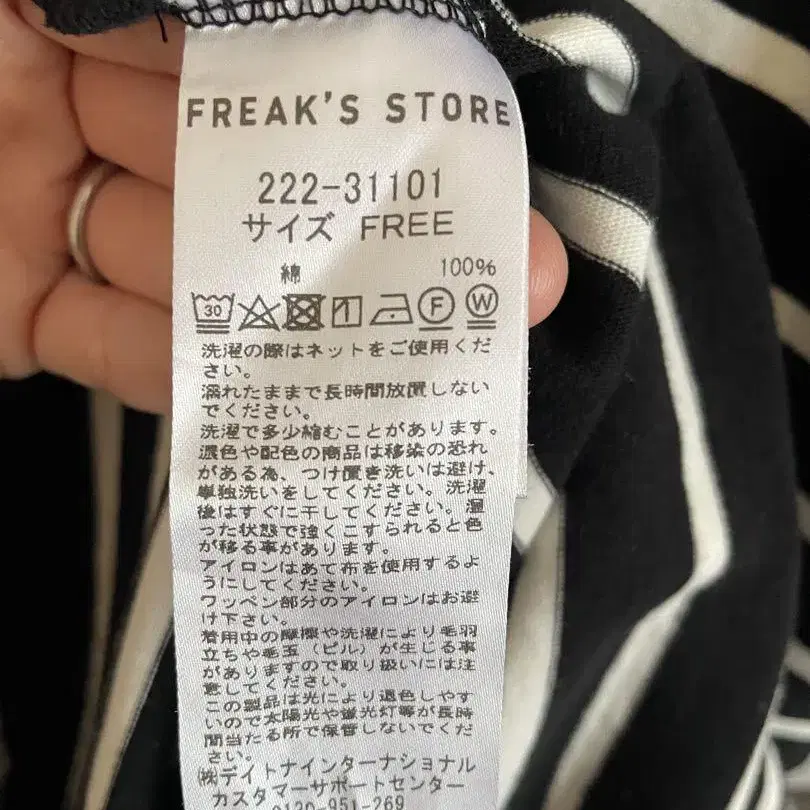 FREAK'S STORE
222-31101
サイズ FREE
綿 100%
30 1 F W
洗濯の際はネットをご使用くだ
さい。
濡れたままで長時間放置しない
でください。
洗濯で多少縮むことがあります。
濃色や配色の商品は移染の恐れ
がある為、つけ置き洗いは避け、
単独洗いをしてください。洗濯
後はすぐに干してください。湿
った状態で強くこすられると色
が移る事があります。
アイロンはあて布を使用するよ
うにしてください。
ワッペン部分のアイロンはお避
け下さい。
着用中の摩擦や洗濯により毛羽
立ちや毛玉(ピル)が生じる事
がありますので取り扱いには注
意してください。
この製品は光により退色しやす
いので太陽光や蛍光灯等が長時
間当たる所で保管しないでくだ
さい。
㈱デイトナインターナショナル
カスタマーサポートセンター
0120-951-269